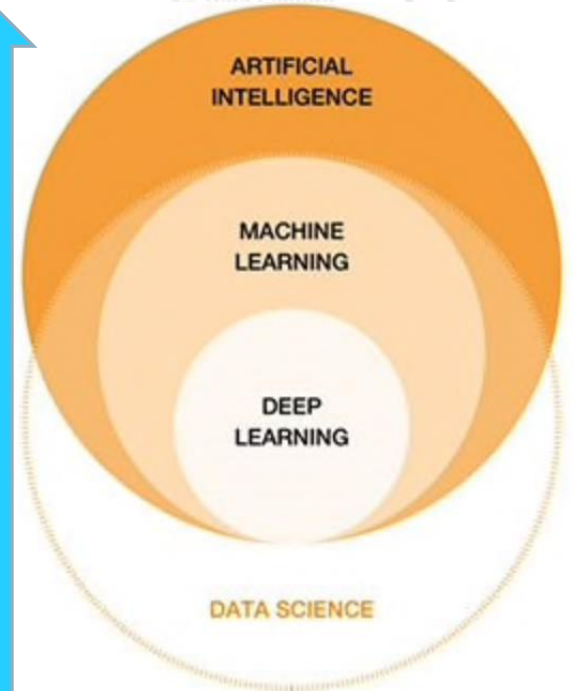 ARTIFICIAL
INTELLIGENCE
MACHINE
LEARNING
DEEP
LEARNING
DATA SCIENCE